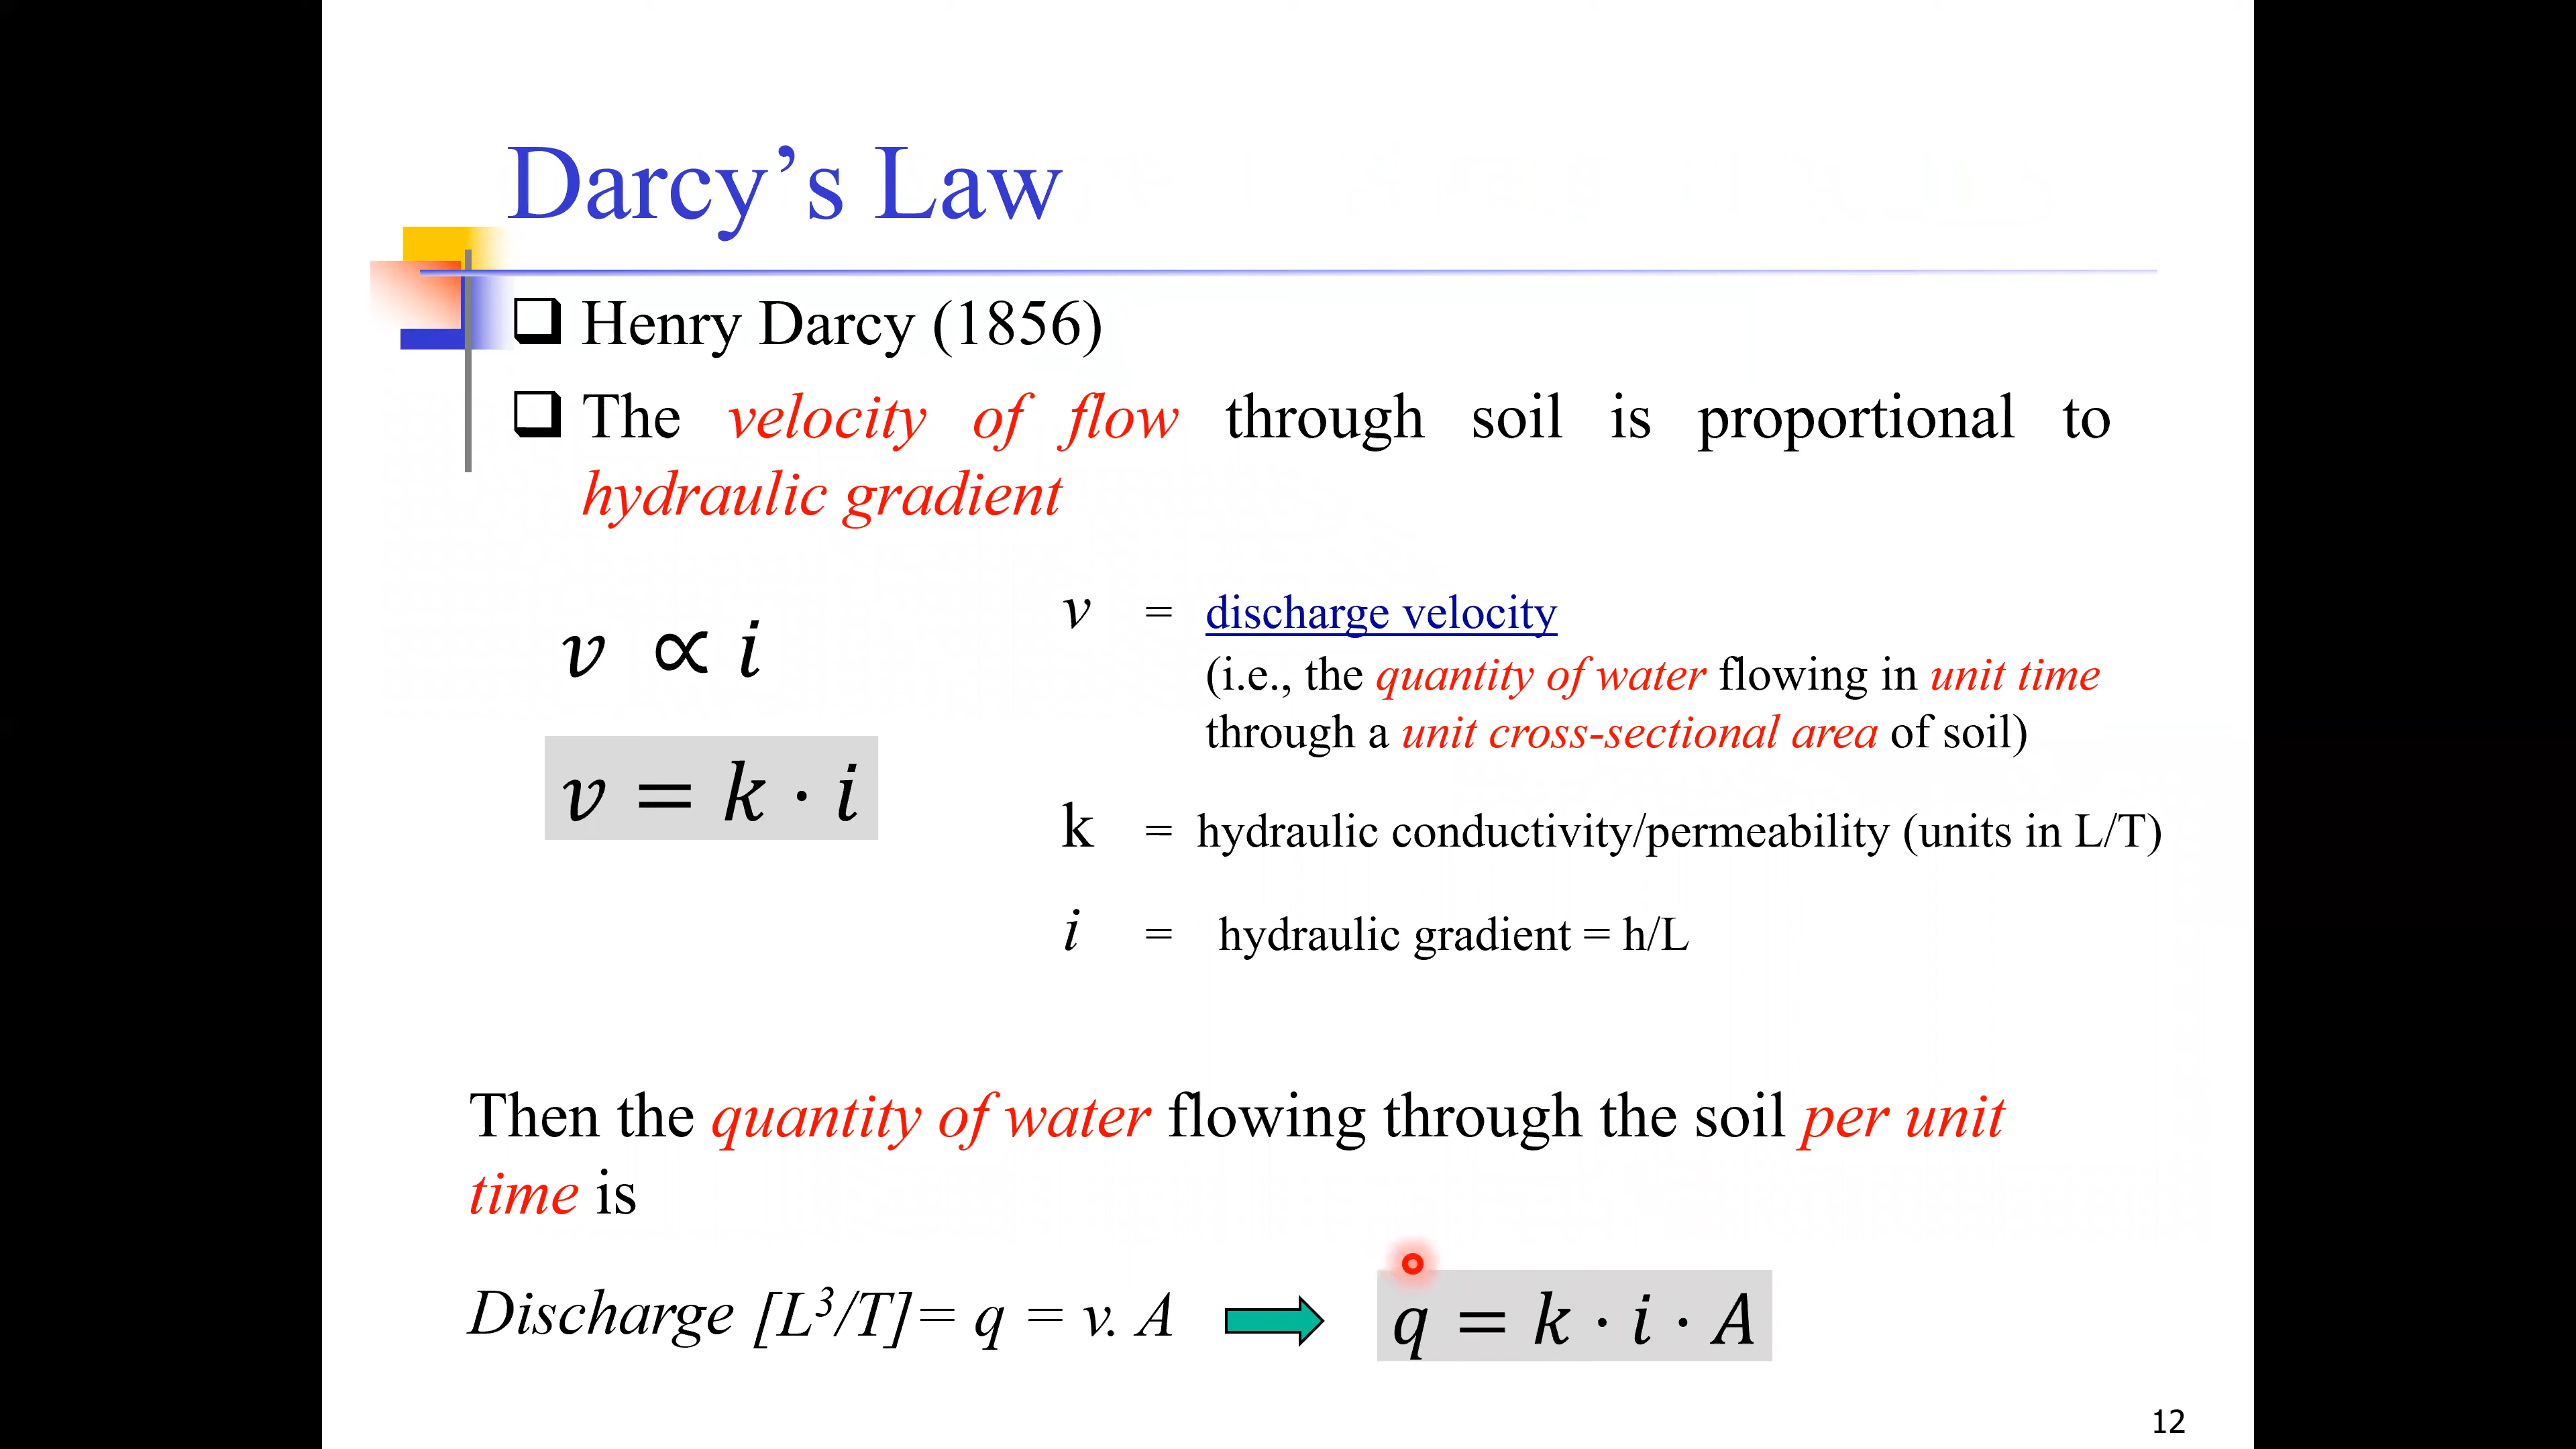 Darcy’s Law
❑ Henry Darcy (1856)
❑ The velocity of flow through soil is proportional to
hydraulic gradient
v ∝ i
v = k · i
v = discharge velocity
(i.e., the quantity of water flowing in unit time
through a unit cross-sectional area of soil)
k = hydraulic conductivity/permeability (units in L/T)
i = hydraulic gradient = h/L
Then the quantity of water flowing through the soil per unit
time is
Discharge [L³/T]= q = v. A
q = k · i · A
12